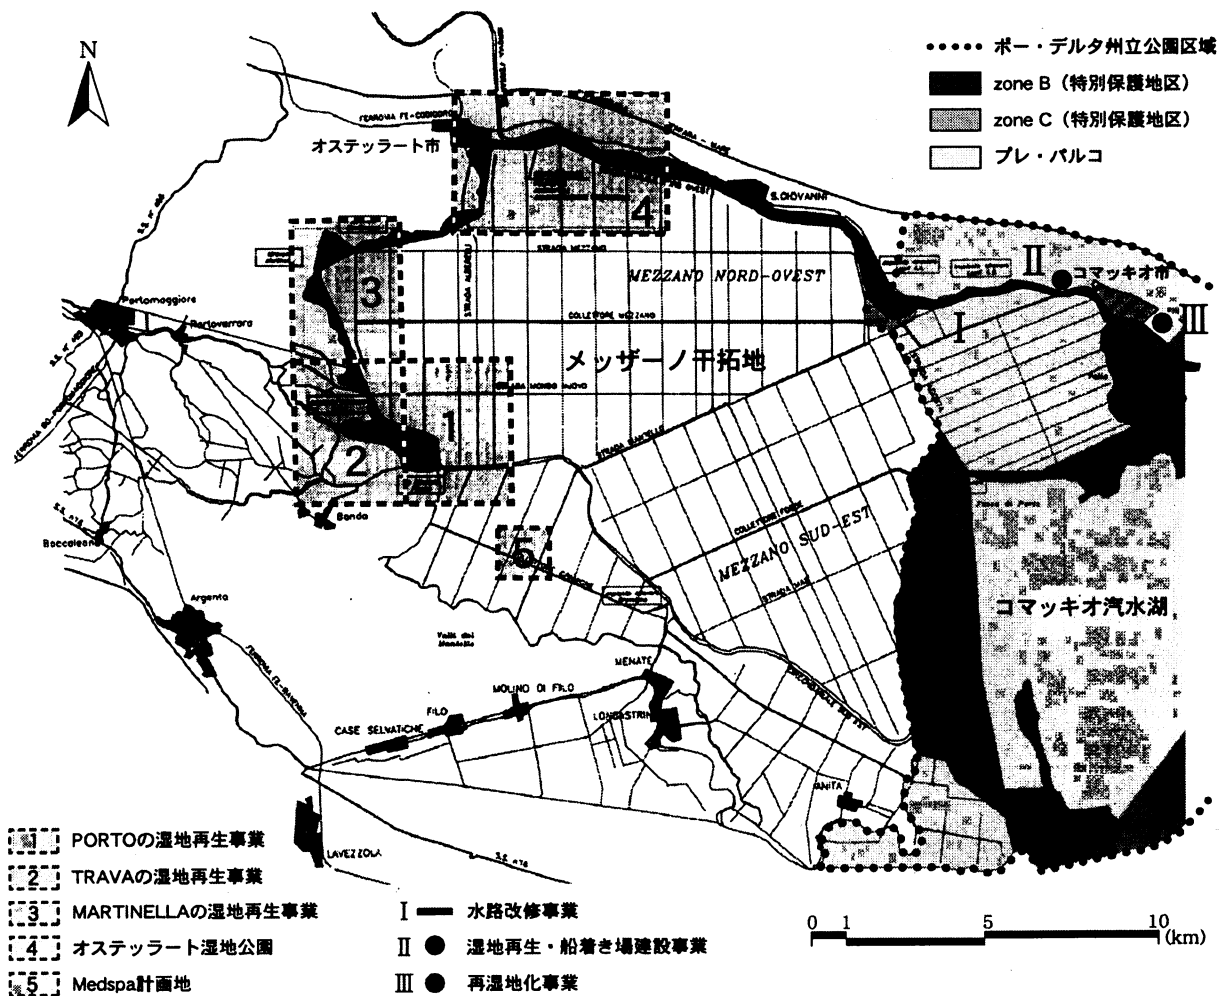 N
ポー・デルタ州立公園区域
zone B（特別保護地区）
zone C（特別保護地区）
プレ・パルコ
オステッラート市
S.GIOVANNI
4
STRADA MEZZANO
MEZZANO NORD-OVEST
II
コマッキオ市
III
3
Portomaggiore
Portoverrara
COLLETTORE MEZZANO
I
メッザーノ干拓地
STRADA MONDO NUOVO
1
2
Bando
Boccaleone
5
COLLETTORE FOSSE
MEZZANO SUD-EST
コマッキオ汽水湖
Argenta
MENATE
MOLINO DI FILO
FILO
CASE SELVATICHE
ANITA
LAVEZZOLA
1 PORTOの湿地再生事業
2 TRAVAの湿地再生事業
3 MARTINELLAの湿地再生事業
4 オステッラート湿地公園
5 Medspa計画地
I 水路改修事業
II 湿地再生・船着き場建設事業
III 再湿地化事業
0 1 5 10 (km)